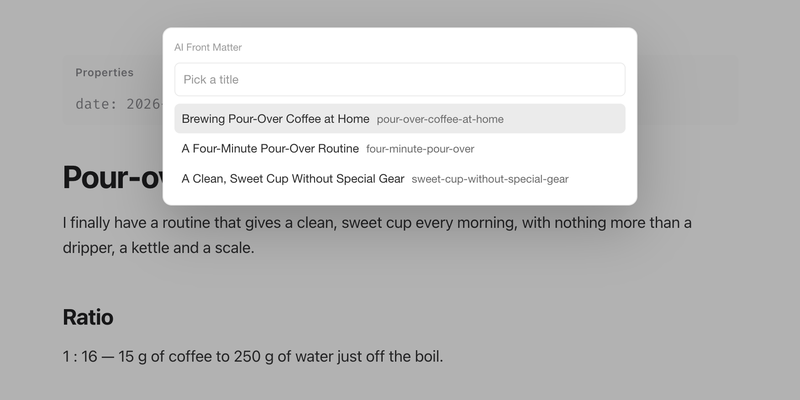 AI Front Matter
Pick a title
Brewing Pour-Over Coffee at Home pour-over-coffee-at-home
A Four-Minute Pour-Over Routine four-minute-pour-over
A Clean, Sweet Cup Without Special Gear sweet-cup-without-special-gear
Properties
date: 2026-
Pour-ov
I finally have a routine that gives a clean, sweet cup every morning, with nothing more than a
dripper, a kettle and a scale.
Ratio
1 : 16 — 15 g of coffee to 250 g of water just off the boil.